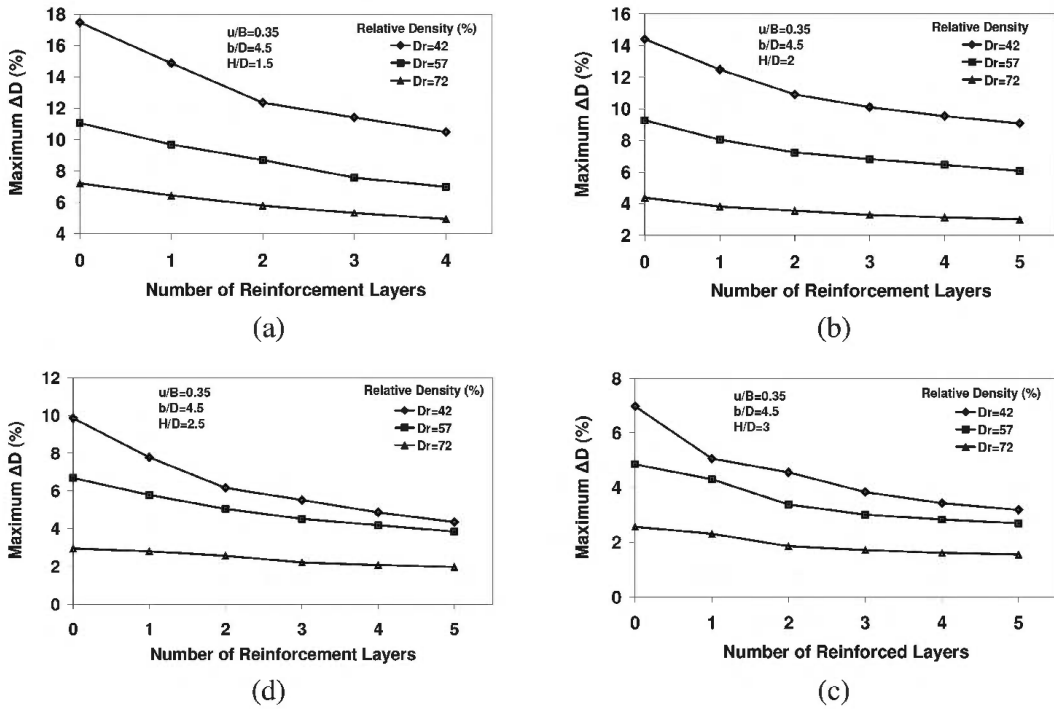 18
16
14
12
10
8
6
4
Maximum ΔD (%)
u/B=0.35
b/D=4.5
H/D=1.5
Relative Density (%)
Dr=42
Dr=57
Dr=72
0 1 2 3 4
Number of Reinforcement Layers
(a)
16
14
12
10
8
6
4
2
Maximum ΔD (%)
u/B=0.35
b/D=4.5
H/D=2
Relative Density
Dr=42
Dr=57
Dr=72
0 1 2 3 4 5
Number of Reinforcement Layers
(b)
12
10
8
6
4
2
0
Maximum ΔD (%)
u/B=0.35
b/D=4.5
H/D=2.5
Relative Density (%)
Dr=42
Dr=57
Dr=72
0 1 2 3 4 5
Number of Reinforcement Layers
(d)
8
6
4
2
0
Maximum ΔD (%)
u/B=0.35
b/D=4.5
H/D=3
Relative Density (%)
Dr=42
Dr=57
Dr=72
0 1 2 3 4 5
Number of Reinforced Layers
(c)